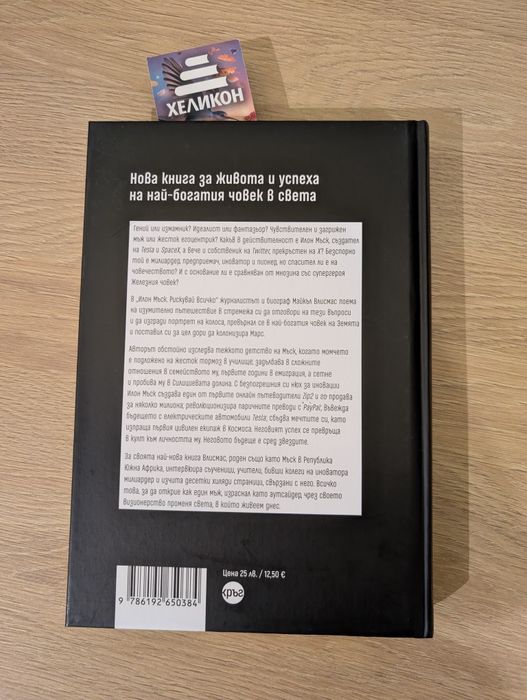 ХЕЛИКОН
Нова книга за живота и успеха
на най-богатия човек в света
Гений или измамник? Идеалист или фантазьор? Чувствителен и загрижен
мъж или жесток егоцентрик? Какъв в действителност е Илон Мъск, създател
на Tesla и SpaceX, а вече и собственик на Twitter, прекръстен на X? Безспорно
той е милиардер, предприемач, иноватор и пионер, но спасител ли е на
човечеството? И с основание ли е сравняван от мнозина със супергероя
Железния човек?
В „Илон Мъск. Рискувай всичко“ журналистът и биограф Майкъл Влисмас поема
на изумително пътешествие в стремежа си да отговори на тези въпроси
и да изгради портрет на колоса, превърнал се в най-богатия човек на Земята
и поставил си за цел дори да колонизира Марс.
Авторът обстойно изследва тежкото детство на Мъск, когато момчето
е подложено на жесток тормоз в училище, задълбава в сложните
отношения в семейството му, първите години в емиграция, а сетне
и пробива му в Силициевата долина. С безпогрешния си нюх за иновации
Илон Мъск създава един от първите онлайн пътеводители Zip2 и го продава
за няколко милиона; революционизира паричните преводи с PayPal; въвежда
бъдещето с електрическите автомобили Tesla; сбъдва мечтите си, като
изпраща първия цивилен екипаж в Космоса. Неговият успех се превръща
в култ към личността му. Неговото бъдеще е сред звездите.
За своята най-нова книга Влисмас, роден също като Мъск в Република
Южна Африка, интервюира съученици, учители, бивши колеги на иноватора
милиардер и изчита десетки хиляди страници, свързани с него. Всичко
това, за да открие как един мъж, израснал като аутсайдер, чрез своето
визионерство променя света, в който живеем днес.
Цена 25 лв. / 12,50 €
кръг
9 786192 650384